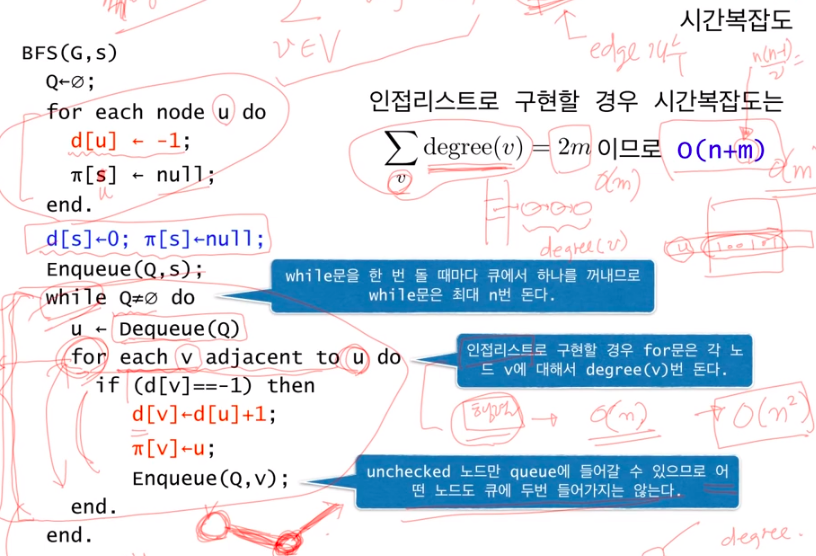 시간복잡도
v∈V
edge 개수
n(n-1)/2 =
BFS(G,s)
Q←∅;
for each node u do
d[u] ← -1;
π[s] ← null;
u
end.
d[s]←0; π[s]←null;
Enqueue(Q,s);
while Q≠∅ do
u ← Dequeue(Q)
for each v adjacent to u do
if (d[v]==-1) then
d[v]←d[u]+1;
π[v]←u;
Enqueue(Q,v);
end.
end.
인접리스트로 구현할 경우 시간복잡도는
∑ degree(v) = 2m 이므로 O(n+m)
v
O(m)
degree(v)
u
while문을 한 번 돌 때마다 큐에서 하나를 꺼내므로
while문은 최대 n번 돈다.
인접리스트로 구현할 경우 for문은 각 노
드 v에 대해서 degree(v)번 돈다.
행렬 → O(n) → O(n²)
unchecked 노드만 queue에 들어갈 수 있으므로 어
떤 노드도 큐에 두번 들어가지는 않는다.
degree.